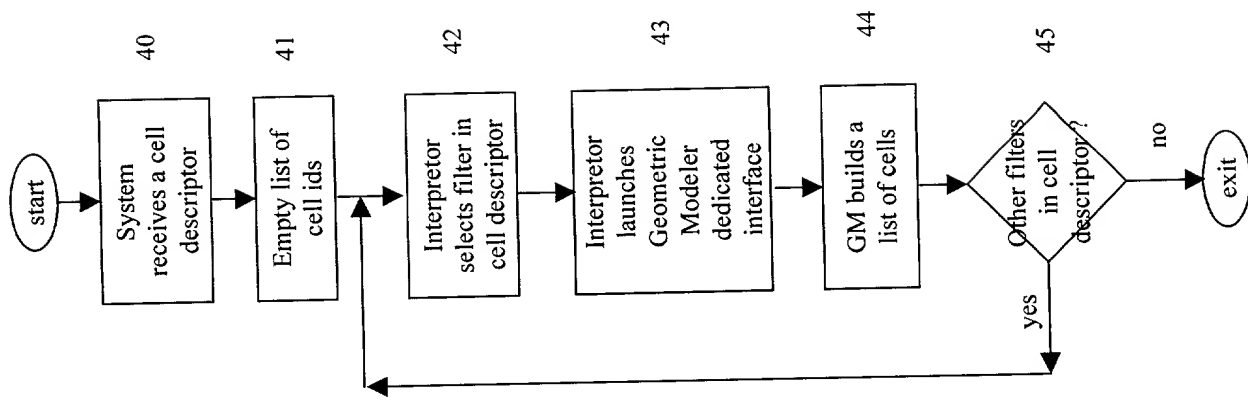 start
System
receives a cell
descriptor
40
Empty list of
cell ids
41
Interpretor
selects filter in
cell descriptor
42
Interpretor
launches
Geometric
Modeler
dedicated
interface
43
GM builds a
list of cells
44
Other filters
in cell
descriptor ?
45
yes
no
exit